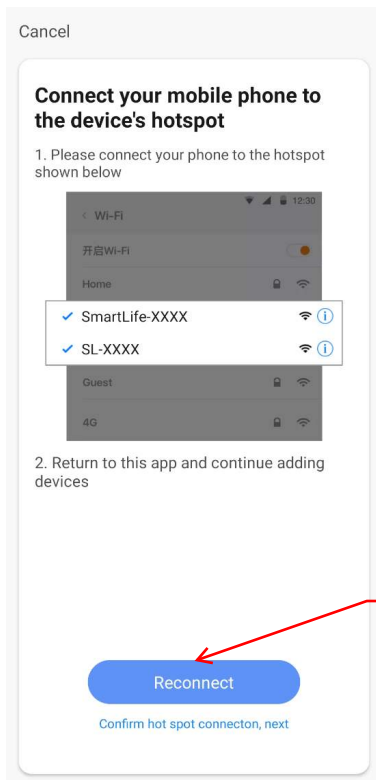 Cancel
Connect your mobile phone to
the device's hotspot
1. Please connect your phone to the hotspot
shown below
12:30
< Wi-Fi
开启Wi-Fi
Home
SmartLife-XXXX
SL-XXXX
Guest
4G
2. Return to this app and continue adding
devices
Reconnect
Confirm hot spot connecton, next